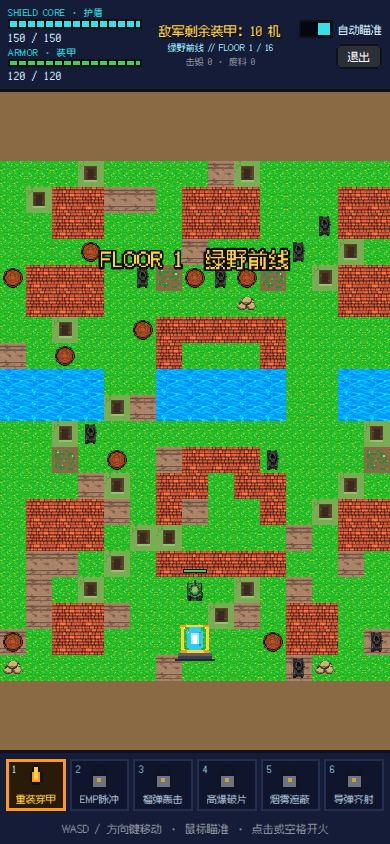 SHIELD CORE · 护盾
150 / 150
ARMOR · 装甲
120 / 120
敌军剩余装甲: 10 机
绿野前线 // FLOOR 1 / 16
击毁 0 · 废料 0
自动瞄准
退出
FLOOR 1 绿野前线
1 重装穿甲
2 EMP脉冲
3 榴弹轰击
4 高爆破片
5 烟雾遮蔽
6 导弹齐射
WASD / 方向键移动 · 鼠标瞄准 · 点击或空格开火